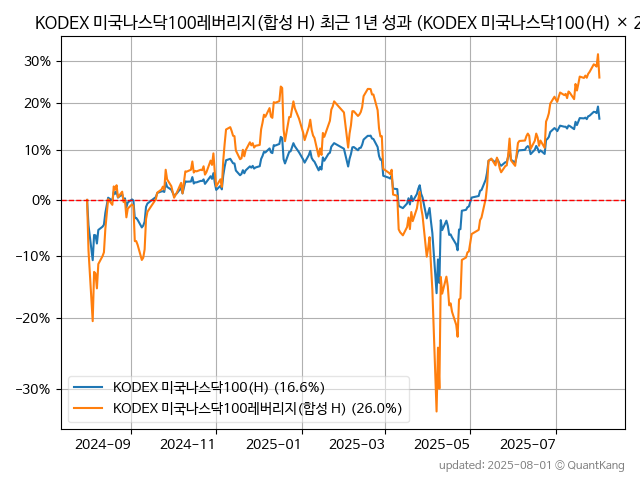 KODEX 미국나스닥100레버리지(합성 H) 최근 1년 성과 (KODEX 미국나스닥100(H) × 2
30%
20%
10%
0%
−10%
−20%
−30%
KODEX 미국나스닥100(H) (16.6%)
KODEX 미국나스닥100레버리지(합성 H) (26.0%)
2024-09 2024-11 2025-01 2025-03 2025-05 2025-07
updated: 2025-08-01 © QuantKang